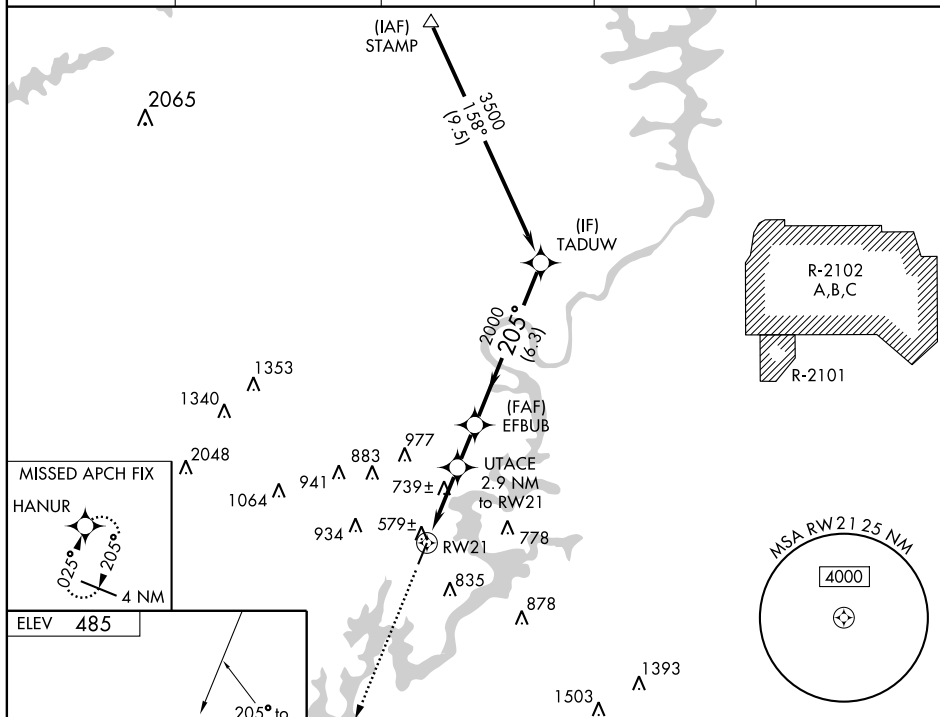 (IAF)
STAMP
2065
3500
158°
(9.5)
(IF)
TADUW
R-2102
A,B,C
R-2101
2000
205°
(6.3)
1353
1340
(FAF)
EFBUB
977
883
941
2048
1064
UTACE
2.9 NM
to RW21
739±
MISSED APCH FIX
HANUR
025°
205°
4 NM
934
579±
778
RW21
835
878
MSA RW21 25 NM
4000
ELEV 485
205° to
1393
1503